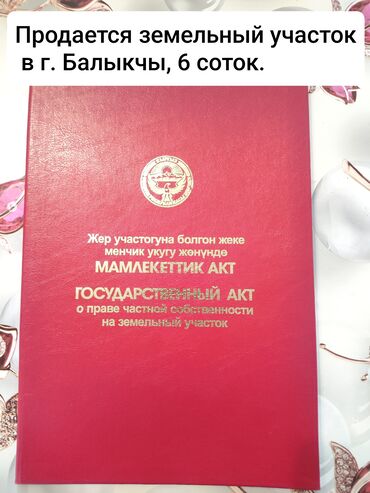 Продается земельный участок
в г. Балыкчы, 6 соток.
Жер участогуна болгон жеке
менчик укугу жөнүндө
МАМЛЕКЕТТИК АКТ
ГОСУДАРСТВЕННЫЙ АКТ
о праве частной собственности
на земельный участок